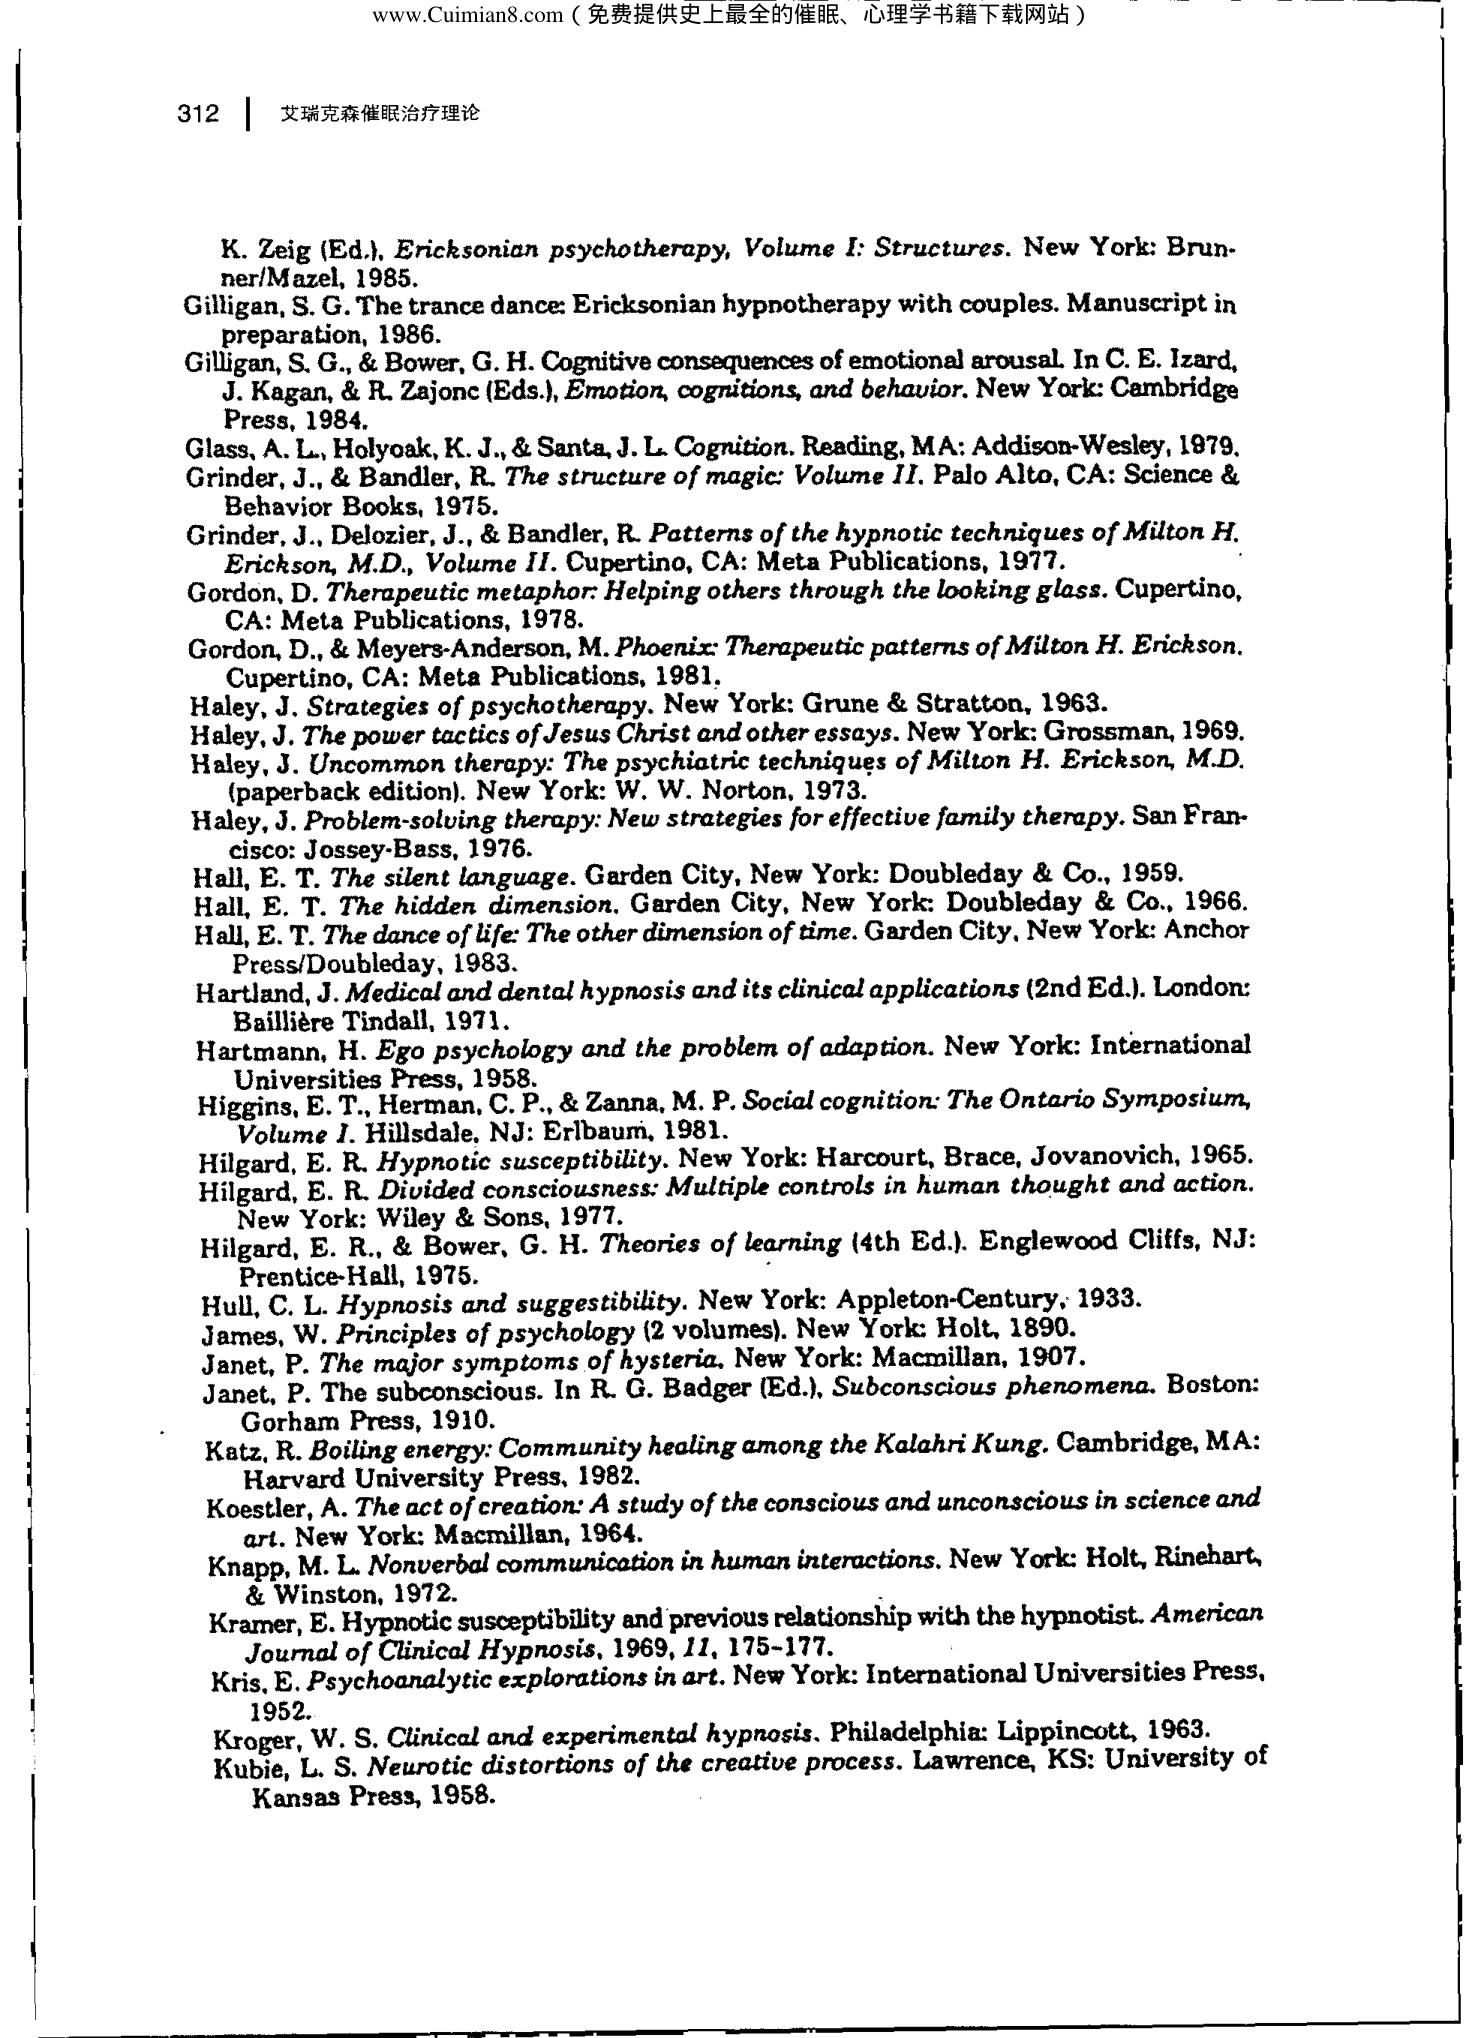 www.Cuimian8.com（免费提供史上最全的催眠、心理学书籍下载网站）
312 | 艾瑞克森催眠治疗理论
K. Zeig (Ed.), Ericksonian psychotherapy, Volume I: Structures. New York: Brun-
ner/Mazel, 1985.
Gilligan, S. G. The trance dance: Ericksonian hypnotherapy with couples. Manuscript in
preparation, 1986.
Gilligan, S. G., & Bower, G. H. Cognitive consequences of emotional arousal. In C. E. Izard,
J. Kagan, & R. Zajonc (Eds.), Emotion, cognitions, and behavior. New York: Cambridge
Press, 1984.
Glass, A. L., Holyoak, K. J., & Santa, J. L. Cognition. Reading, MA: Addison-Wesley, 1979.
Grinder, J., & Bandler, R. The structure of magic: Volume II. Palo Alto, CA: Science &
Behavior Books, 1975.
Grinder, J., Delozier, J., & Bandler, R. Patterns of the hypnotic techniques of Milton H.
Erickson, M.D., Volume II. Cupertino, CA: Meta Publications, 1977.
Gordon, D. Therapeutic metaphor: Helping others through the looking glass. Cupertino,
CA: Meta Publications, 1978.
Gordon, D., & Meyers-Anderson, M. Phoenix: Therapeutic patterns of Milton H. Erickson.
Cupertino, CA: Meta Publications, 1981.
Haley, J. Strategies of psychotherapy. New York: Grune & Stratton, 1963.
Haley, J. The power tactics of Jesus Christ and other essays. New York: Grossman, 1969.
Haley, J. Uncommon therapy: The psychiatric techniques of Milton H. Erickson, M.D.
(paperback edition). New York: W. W. Norton, 1973.
Haley, J. Problem-solving therapy: New strategies for effective family therapy. San Fran-
cisco: Jossey-Bass, 1976.
Hall, E. T. The silent language. Garden City, New York: Doubleday & Co., 1959.
Hall, E. T. The hidden dimension. Garden City, New York: Doubleday & Co., 1966.
Hall, E. T. The dance of life: The other dimension of time. Garden City, New York: Anchor
Press/Doubleday, 1983.
Hartland, J. Medical and dental hypnosis and its clinical applications (2nd Ed.). London:
Baillière Tindall, 1971.
Hartmann, H. Ego psychology and the problem of adaption. New York: International
Universities Press, 1958.
Higgins, E. T., Herman, C. P., & Zanna, M. P. Social cognition: The Ontario Symposium,
Volume I. Hillsdale, NJ: Erlbaum, 1981.
Hilgard, E. R. Hypnotic susceptibility. New York: Harcourt, Brace, Jovanovich, 1965.
Hilgard, E. R. Divided consciousness: Multiple controls in human thought and action.
New York: Wiley & Sons, 1977.
Hilgard, E. R., & Bower, G. H. Theories of learning (4th Ed.). Englewood Cliffs, NJ:
Prentice-Hall, 1975.
Hull, C. L. Hypnosis and suggestibility. New York: Appleton-Century, 1933.
James, W. Principles of psychology (2 volumes). New York: Holt, 1890.
Janet, P. The major symptoms of hysteria. New York: Macmillan, 1907.
Janet, P. The subconscious. In R. G. Badger (Ed.), Subconscious phenomena. Boston:
Gorham Press, 1910.
Katz, R. Boiling energy: Community healing among the Kalahri Kung. Cambridge, MA:
Harvard University Press, 1982.
Koestler, A. The act of creation: A study of the conscious and unconscious in science and
art. New York: Macmillan, 1964.
Knapp, M. L. Nonverbal communication in human interactions. New York: Holt, Rinehart,
& Winston, 1972.
Kramer, E. Hypnotic susceptibility and previous relationship with the hypnotist. American
Journal of Clinical Hypnosis, 1969, 11, 175-177.
Kris, E. Psychoanalytic explorations in art. New York: International Universities Press,
1952.
Kroger, W. S. Clinical and experimental hypnosis. Philadelphia: Lippincott, 1963.
Kubie, L. S. Neurotic distortions of the creative process. Lawrence, KS: University of
Kansas Press, 1958.